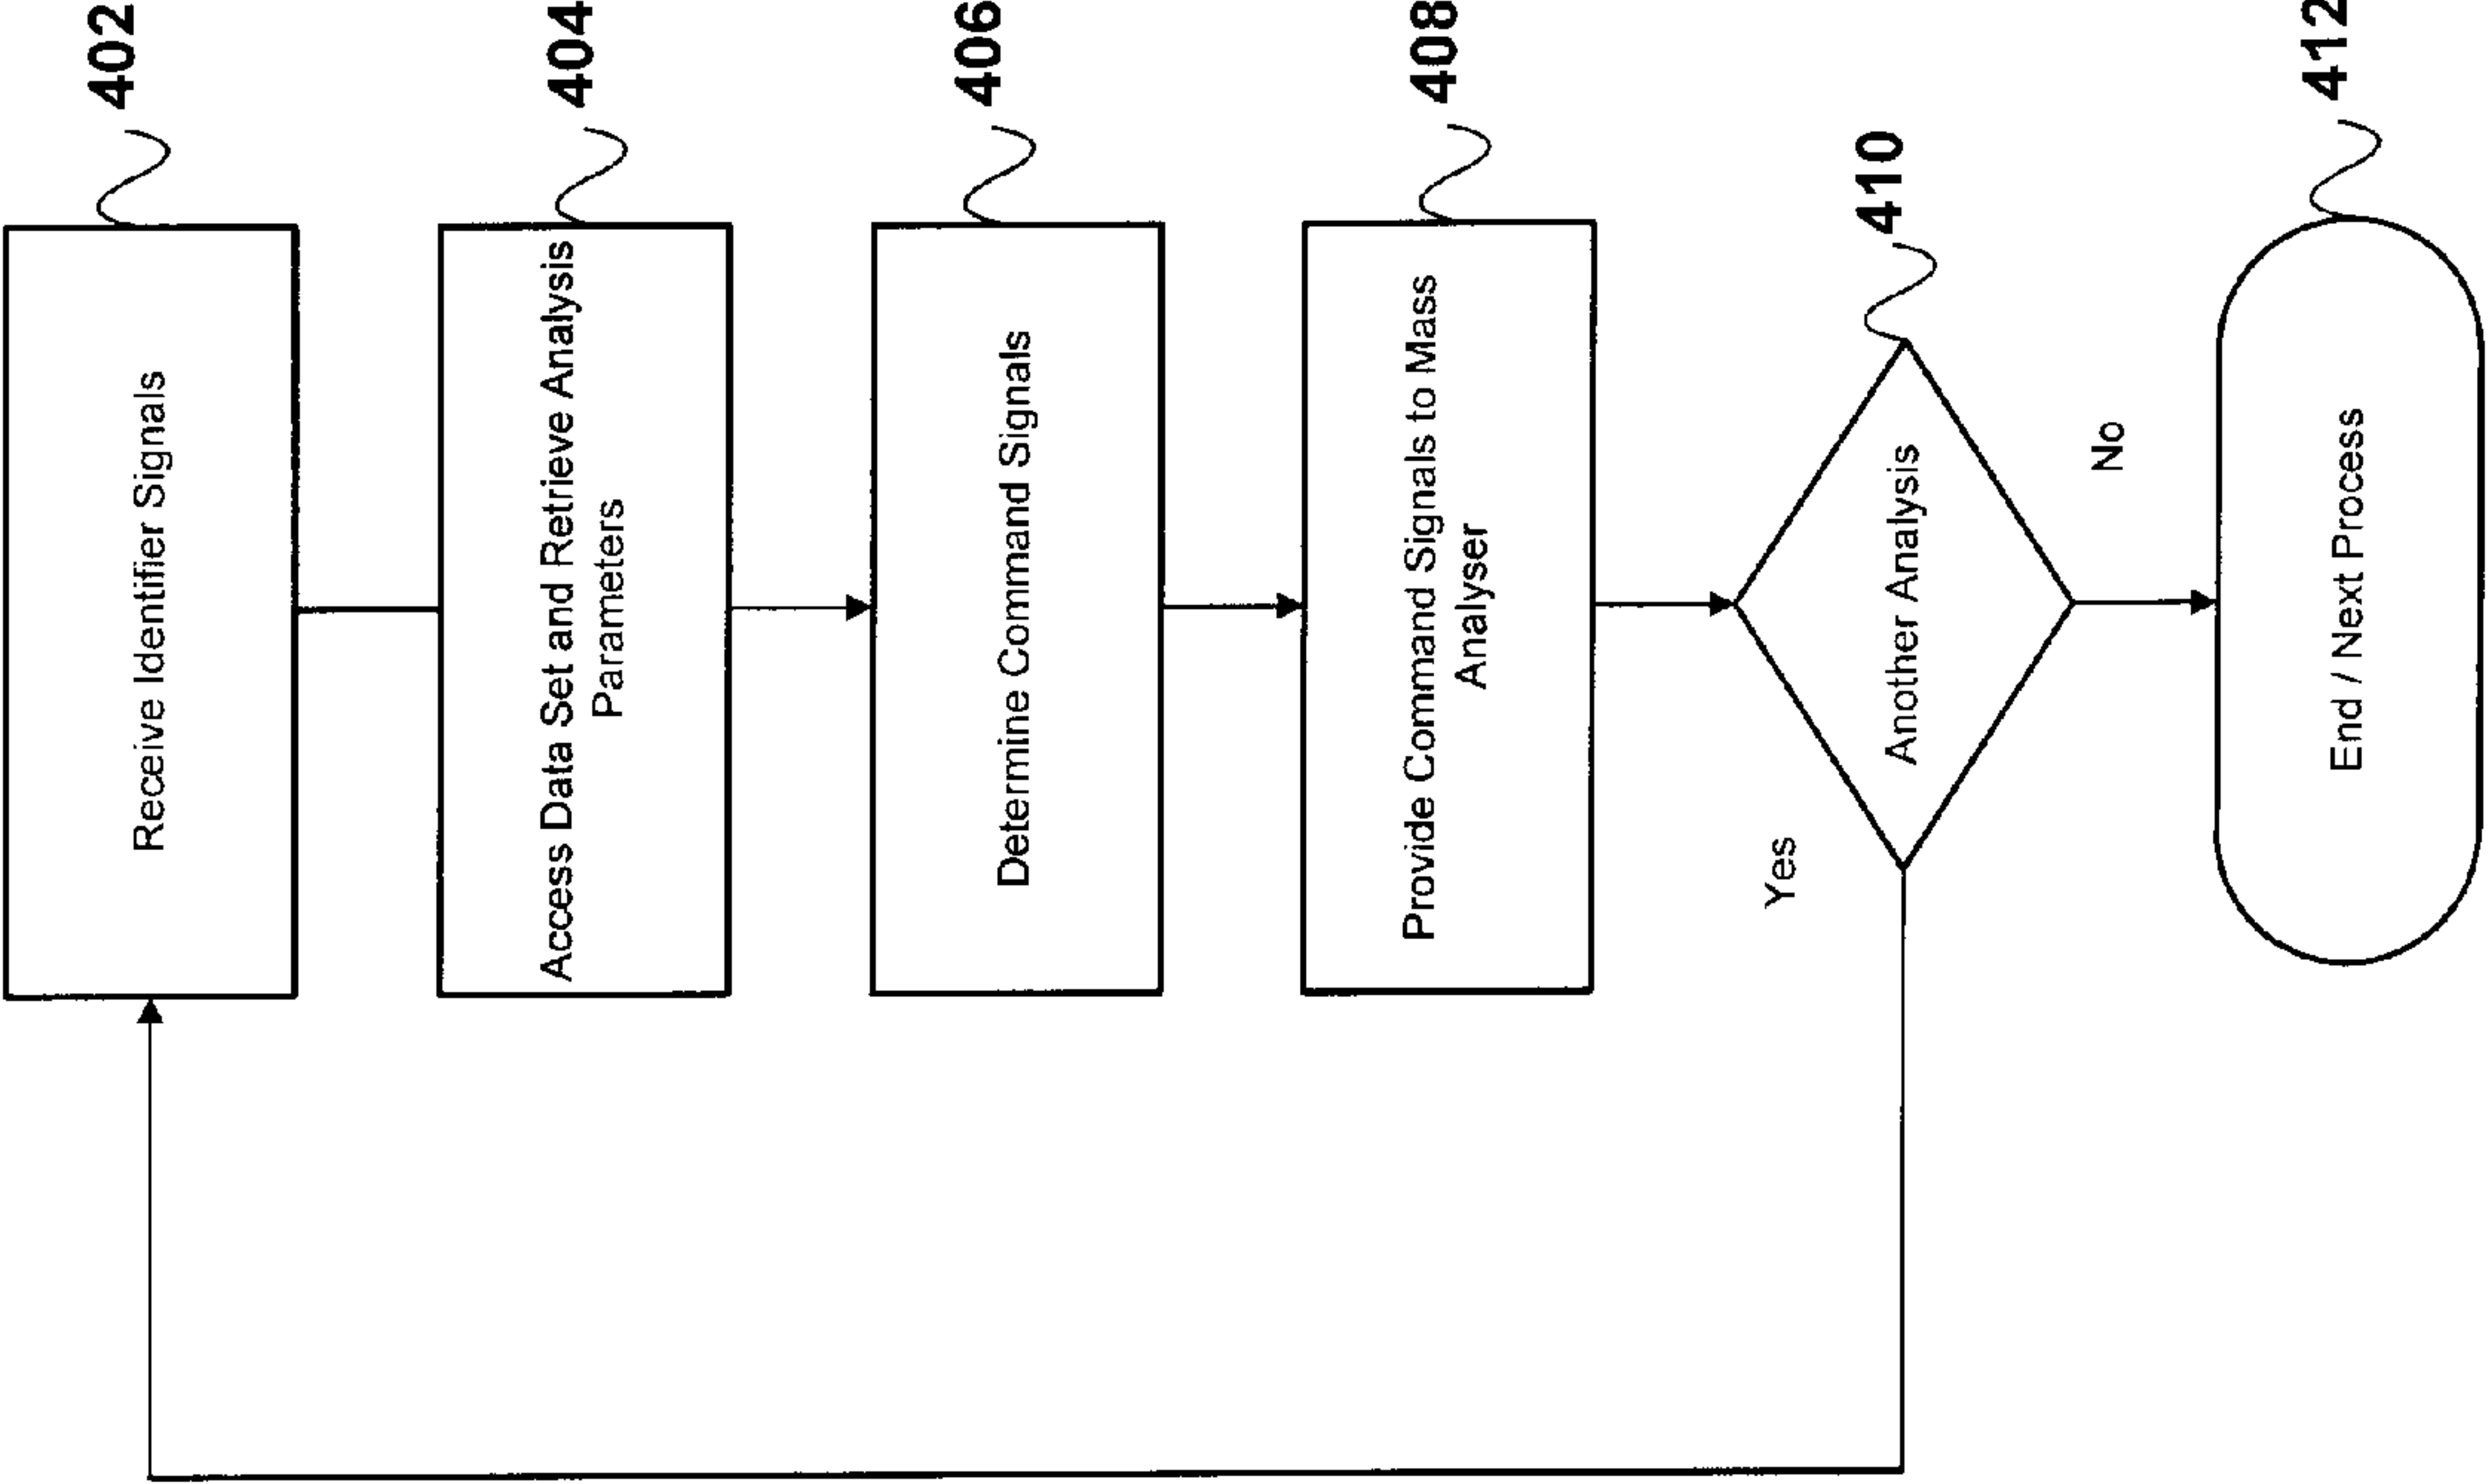 402
Receive Identifier Signals
404
Access Data Set and Retrieve Analysis
Parameters
406
Determine Command Signals
408
Provide Command Signals to Mass
Analyser
410
Another Analysis
Yes
No
412
End / Next Process